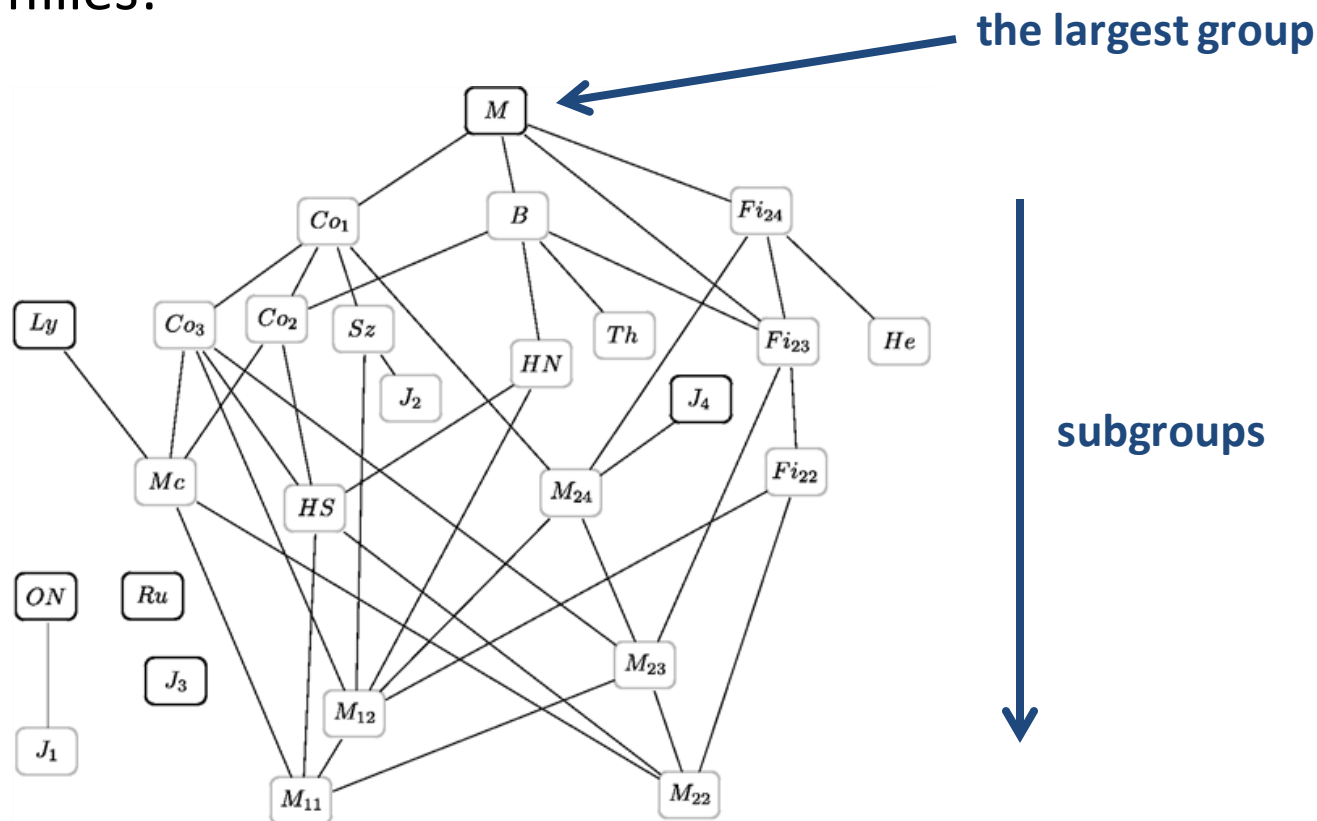 the largest group
M
Co₁
B
Fi₂₄
Ly
Co₃
Co₂
Sz
Th
Fi₂₃
He
HN
J₂
J₄
subgroups
Mc
HS
M₂₄
Fi₂₂
ON
Ru
J₃
M₂₃
M₁₂
J₁
M₁₁
M₂₂